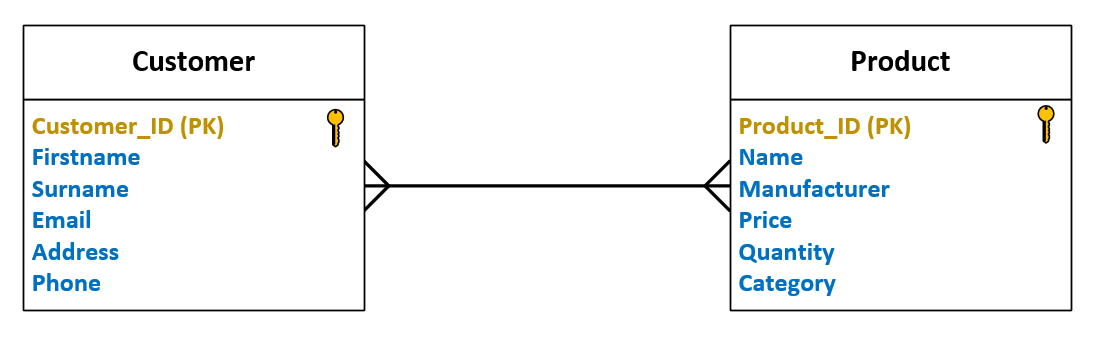 Customer
Customer_ID (PK)
Firstname
Surname
Email
Address
Phone
Product
Product_ID (PK)
Name
Manufacturer
Price
Quantity
Category